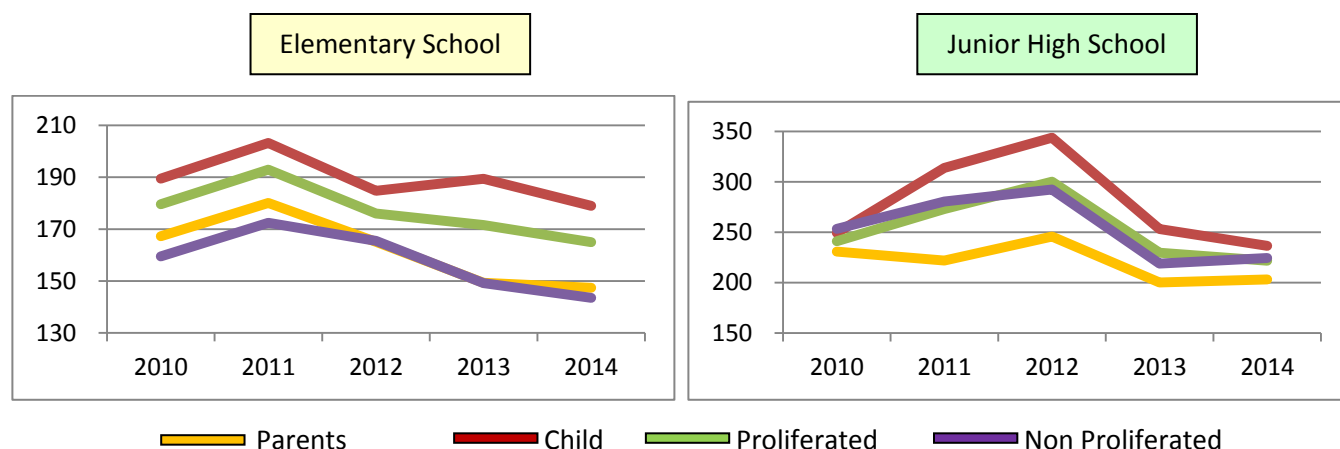 Elementary School
Junior High School
210
190
170
150
130
2010 2011 2012 2013 2014
350
300
250
200
150
2010 2011 2012 2013 2014
Parents Child Proliferated Non Proliferated